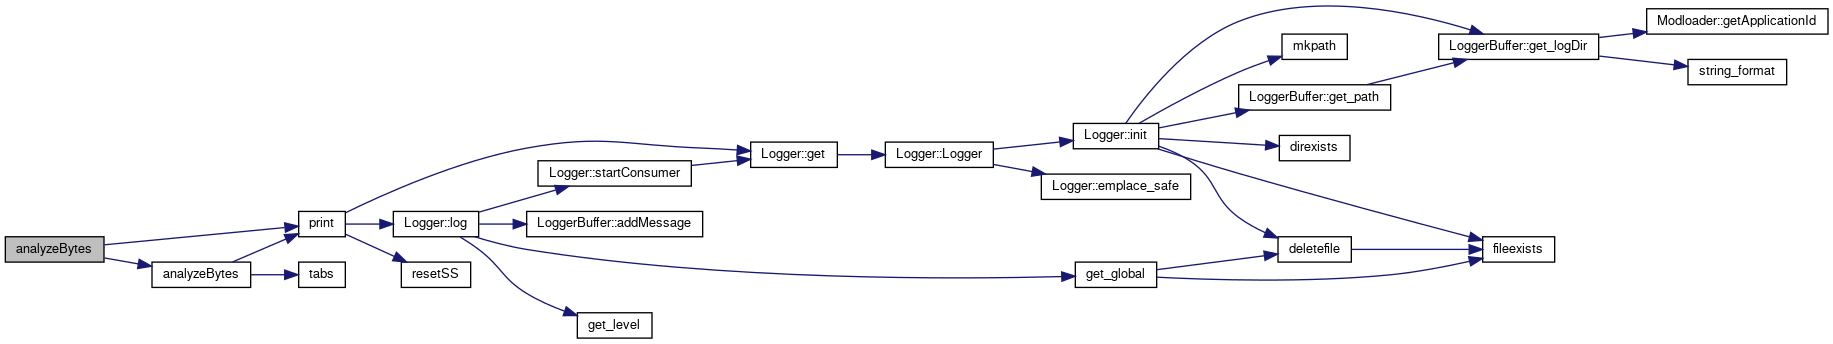 analyzeBytes
print
analyzeBytes
tabs
Logger::log
resetSS
Logger::startConsumer
LoggerBuffer::addMessage
get_level
Logger::get
Logger::Logger
Logger::init
Logger::emplace_safe
get_global
mkpath
LoggerBuffer::get_path
direxists
deletefile
LoggerBuffer::get_logDir
fileexists
Modloader::getApplicationId
string_format